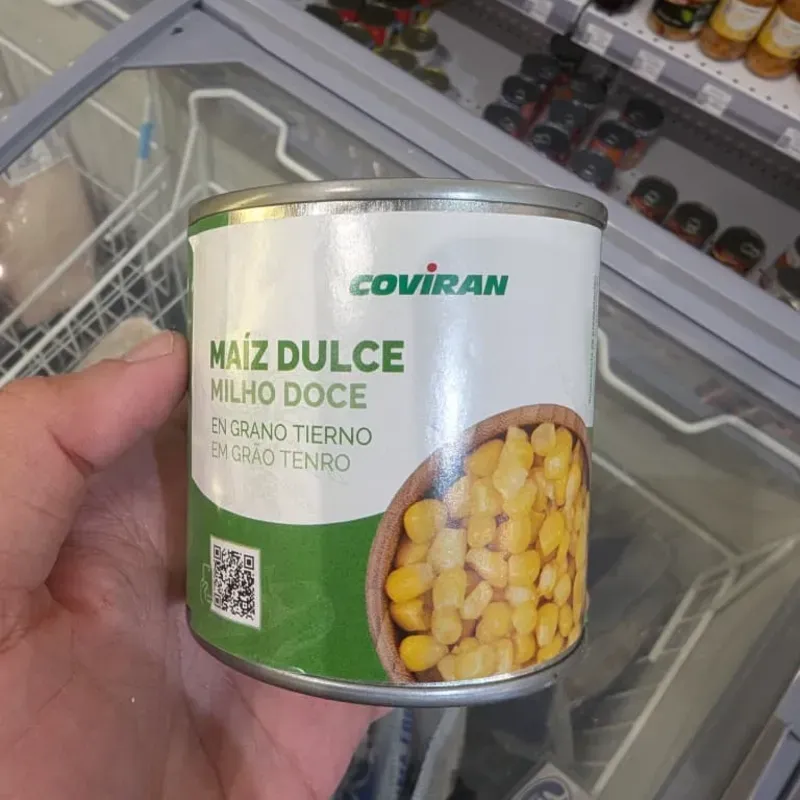 COVIRAN
MAÍZ DULCE
MILHO DOCE
EN GRANO TIERNO
EM GRÃO TENRO